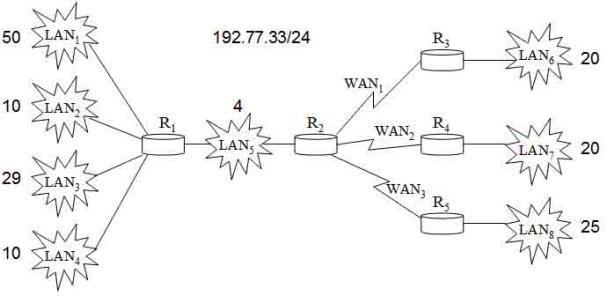 50
LAN1
192.77.33/24
R3
LAN6
20
WAN1
10
LAN2
4
R1
LAN5
R2
WAN2
R4
LAN7
20
29
LAN3
WAN3
R5
10
LAN4
LAN8
25